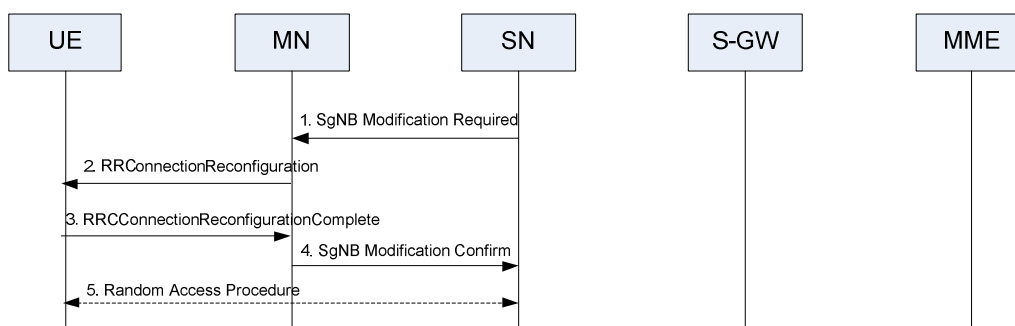 UE
MN
SN
S-GW
MME
1. SgNB Modification Required
2. RRConnectionReconfiguration
3. RRCConnectionReconfigurationComplete
4. SgNB Modification Confirm
5. Random Access Procedure